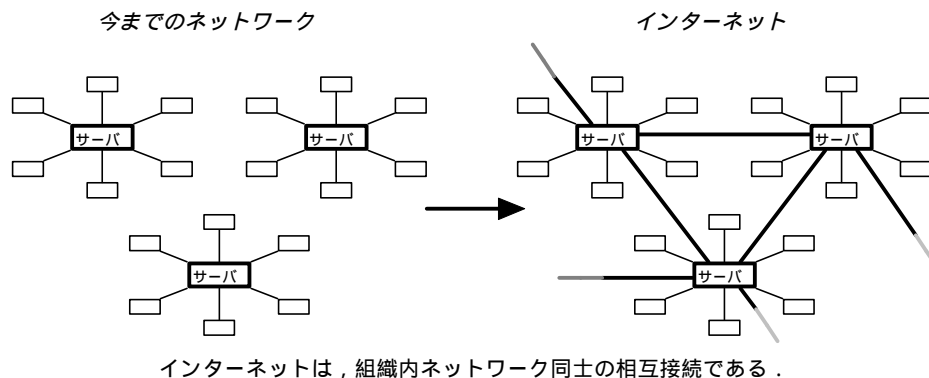 今までのネットワーク
インターネット
サーバ
サーバ
サーバ
サーバ
サーバ
サーバ
インターネットは，組織内ネットワーク同士の相互接続である．